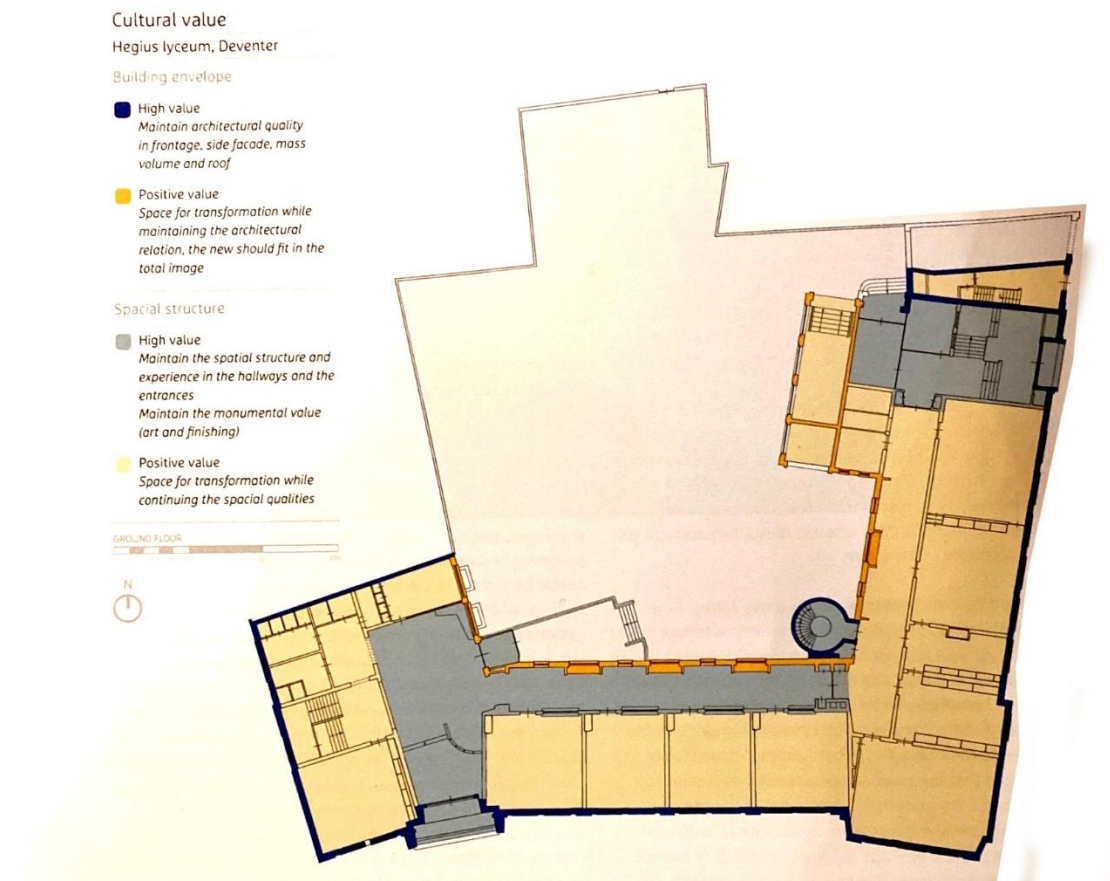 Cultural value
Hegius lyceum, Deventer
Building envelope
High value
Maintain architectural quality
in frontage, side facade, mass
volume and roof
Positive value
Space for transformation while
maintaining the architectural
relation, the new should fit in the
total image
Spacial structure
High value
Maintain the spatial structure and
experience in the hallways and the
entrances
Maintain the monumental value
(art and finishing)
Positive value
Space for transformation while
continuing the spacial qualities
GROUND FLOOR
N